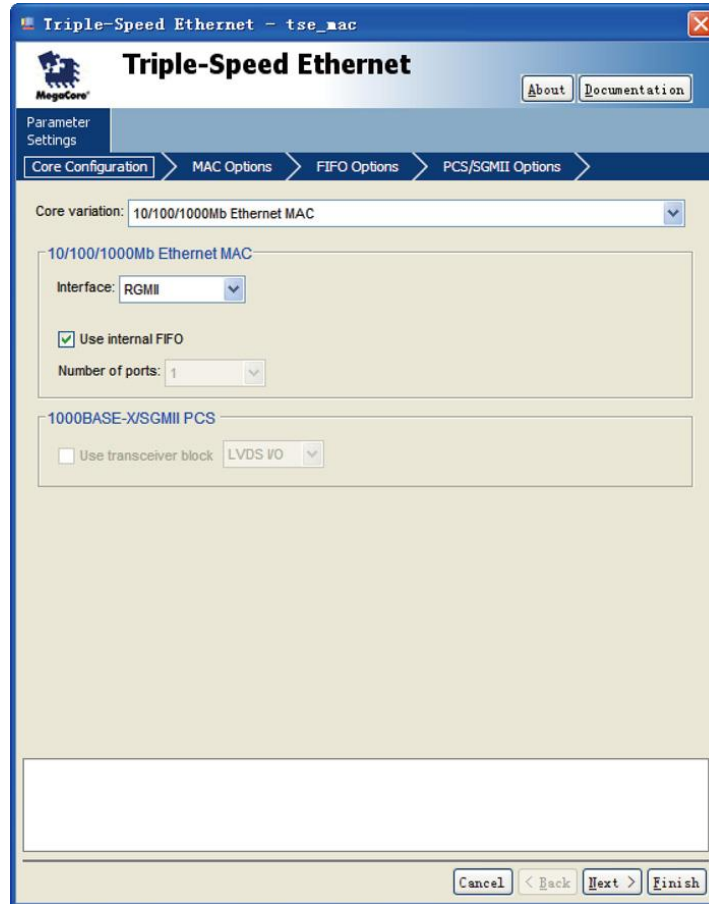 Triple-Speed Ethernet - tse_mac
MegaCore®
Triple-Speed Ethernet
About
Documentation
Parameter
Settings
Core Configuration
MAC Options
FIFO Options
PCS/SGMII Options
Core variation: 10/100/1000Mb Ethernet MAC
10/100/1000Mb Ethernet MAC
Interface: RGMII
Use internal FIFO
Number of ports: 1
1000BASE-X/SGMII PCS
Use transceiver block LVDS I/O
Cancel
< Back
Next >
Finish